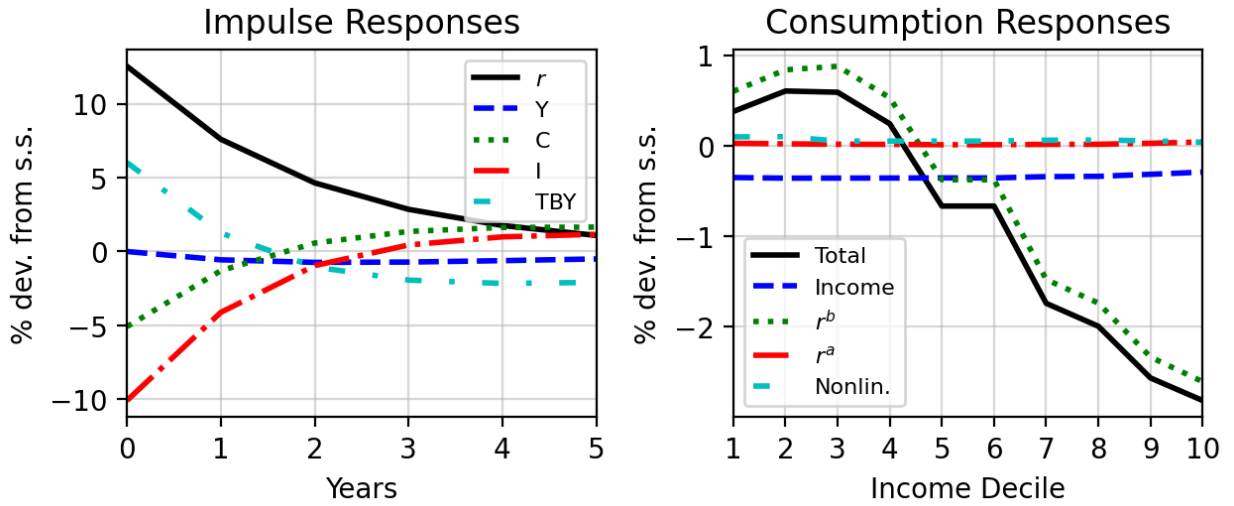 Impulse Responses
% dev. from s.s.
10
5
0
−5
−10
r
Y
C
I
TBY
0 1 2 3 4 5
Years
Consumption Responses
% dev. from s.s.
1
0
−1
−2
Total
Income
r^b
r^a
Nonlin.
1 2 3 4 5 6 7 8 9 10
Income Decile